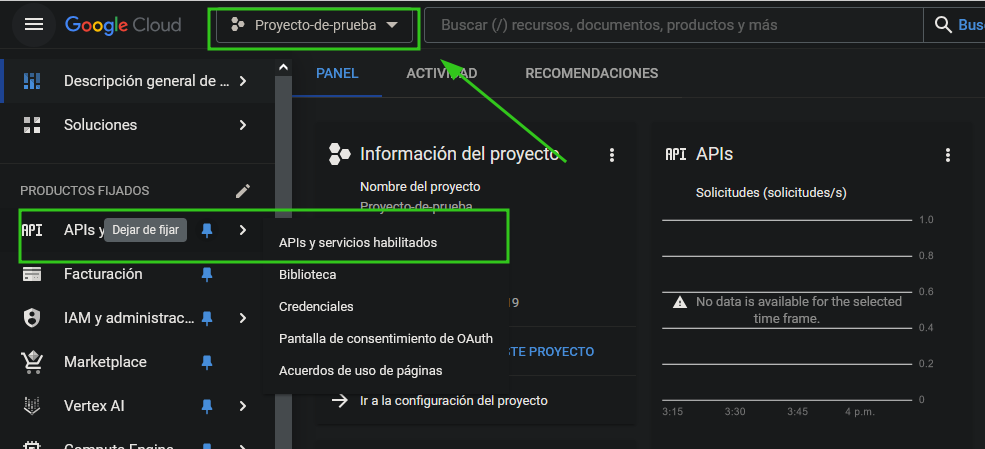 Google Cloud
Proyecto-de-prueba
Buscar (/) recursos, documentos, productos y más
Bus
Descripción general de ...
Soluciones
PRODUCTOS FIJADOS
API
APIs y
Dejar de fijar
Facturación
IAM y administrac...
Marketplace
Vertex AI
Compute Engine
APIs y servicios habilitados
Biblioteca
Credenciales
Pantalla de consentimiento de OAuth
Acuerdos de uso de páginas
PANEL
ACTIVIDAD
RECOMENDACIONES
Información del proyecto
Nombre del proyecto
Proyecto-de-prueba
19
STE PROYECTO
Ir a la configuración del proyecto
API
APIs
Solicitudes (solicitudes/s)
1.0
0.8
0.6
No data is available for the selected
time frame.
0.4
0.2
0
3:15
3:30
3:45
4 p.m.